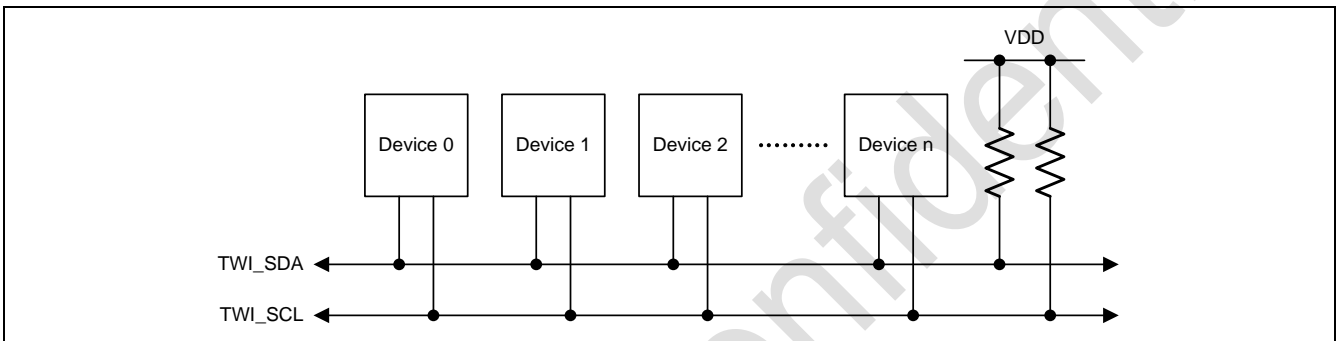 VDD
Device 0
Device 1
Device 2
Device n
TWI_SDA
TWI_SCL